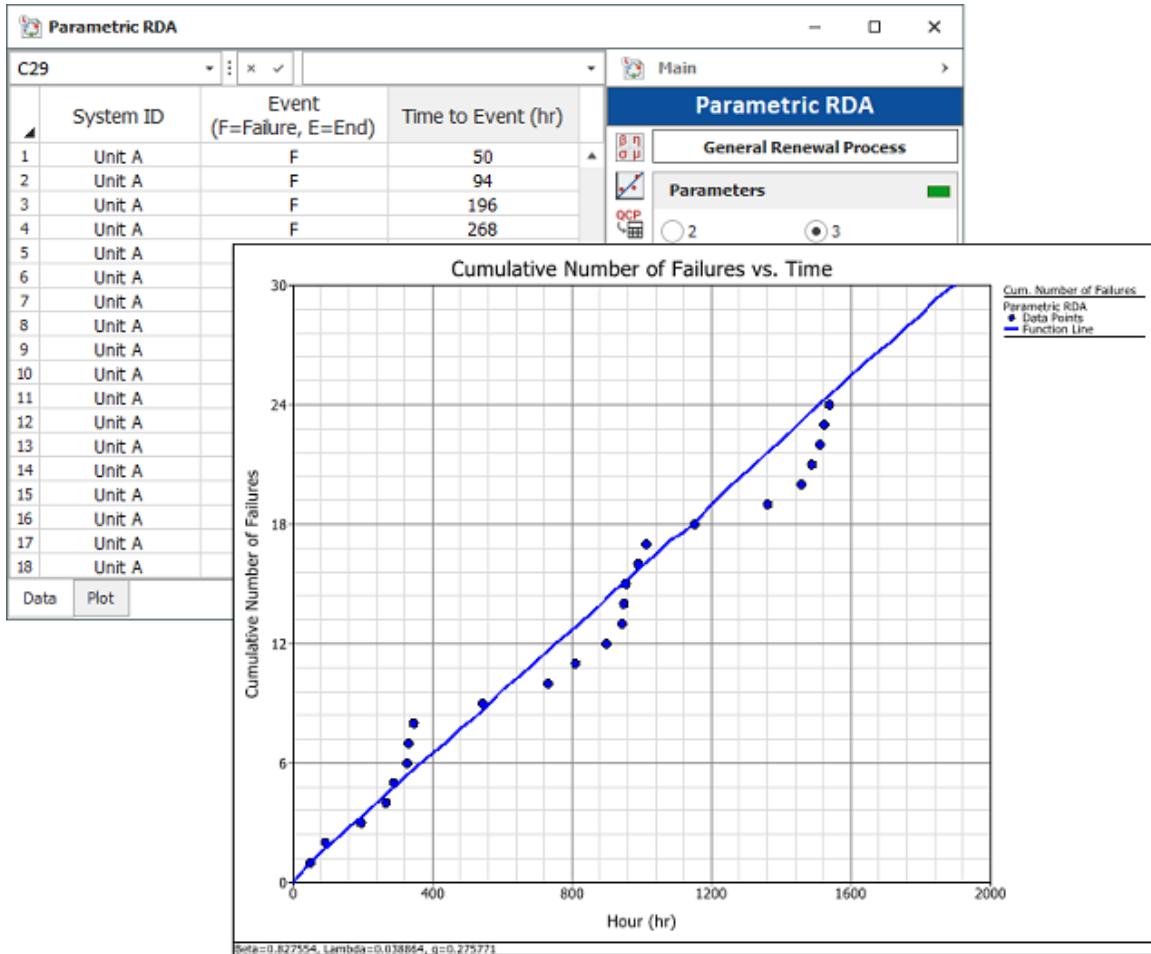 Parametric RDA
C29
Main
System ID
Event
(F=Failure, E=End)
Time to Event (hr)
Parametric RDA
β η
σ μ
General Renewal Process
Parameters
QCP
2
3
1 Unit A F 50
2 Unit A F 94
3 Unit A F 196
4 Unit A F 268
5 Unit A
6 Unit A
7 Unit A
8 Unit A
9 Unit A
10 Unit A
11 Unit A
12 Unit A
13 Unit A
14 Unit A
15 Unit A
16 Unit A
17 Unit A
18 Unit A
Data Plot
Cumulative Number of Failures vs. Time
Cum. Number of Failures
Parametric RDA
Data Points
Function Line
Cumulative Number of Failures
30
24
18
12
6
0
0 400 800 1200 1600 2000
Hour (hr)
Beta=0.827554, Lambda=0.038864, q=0.275771